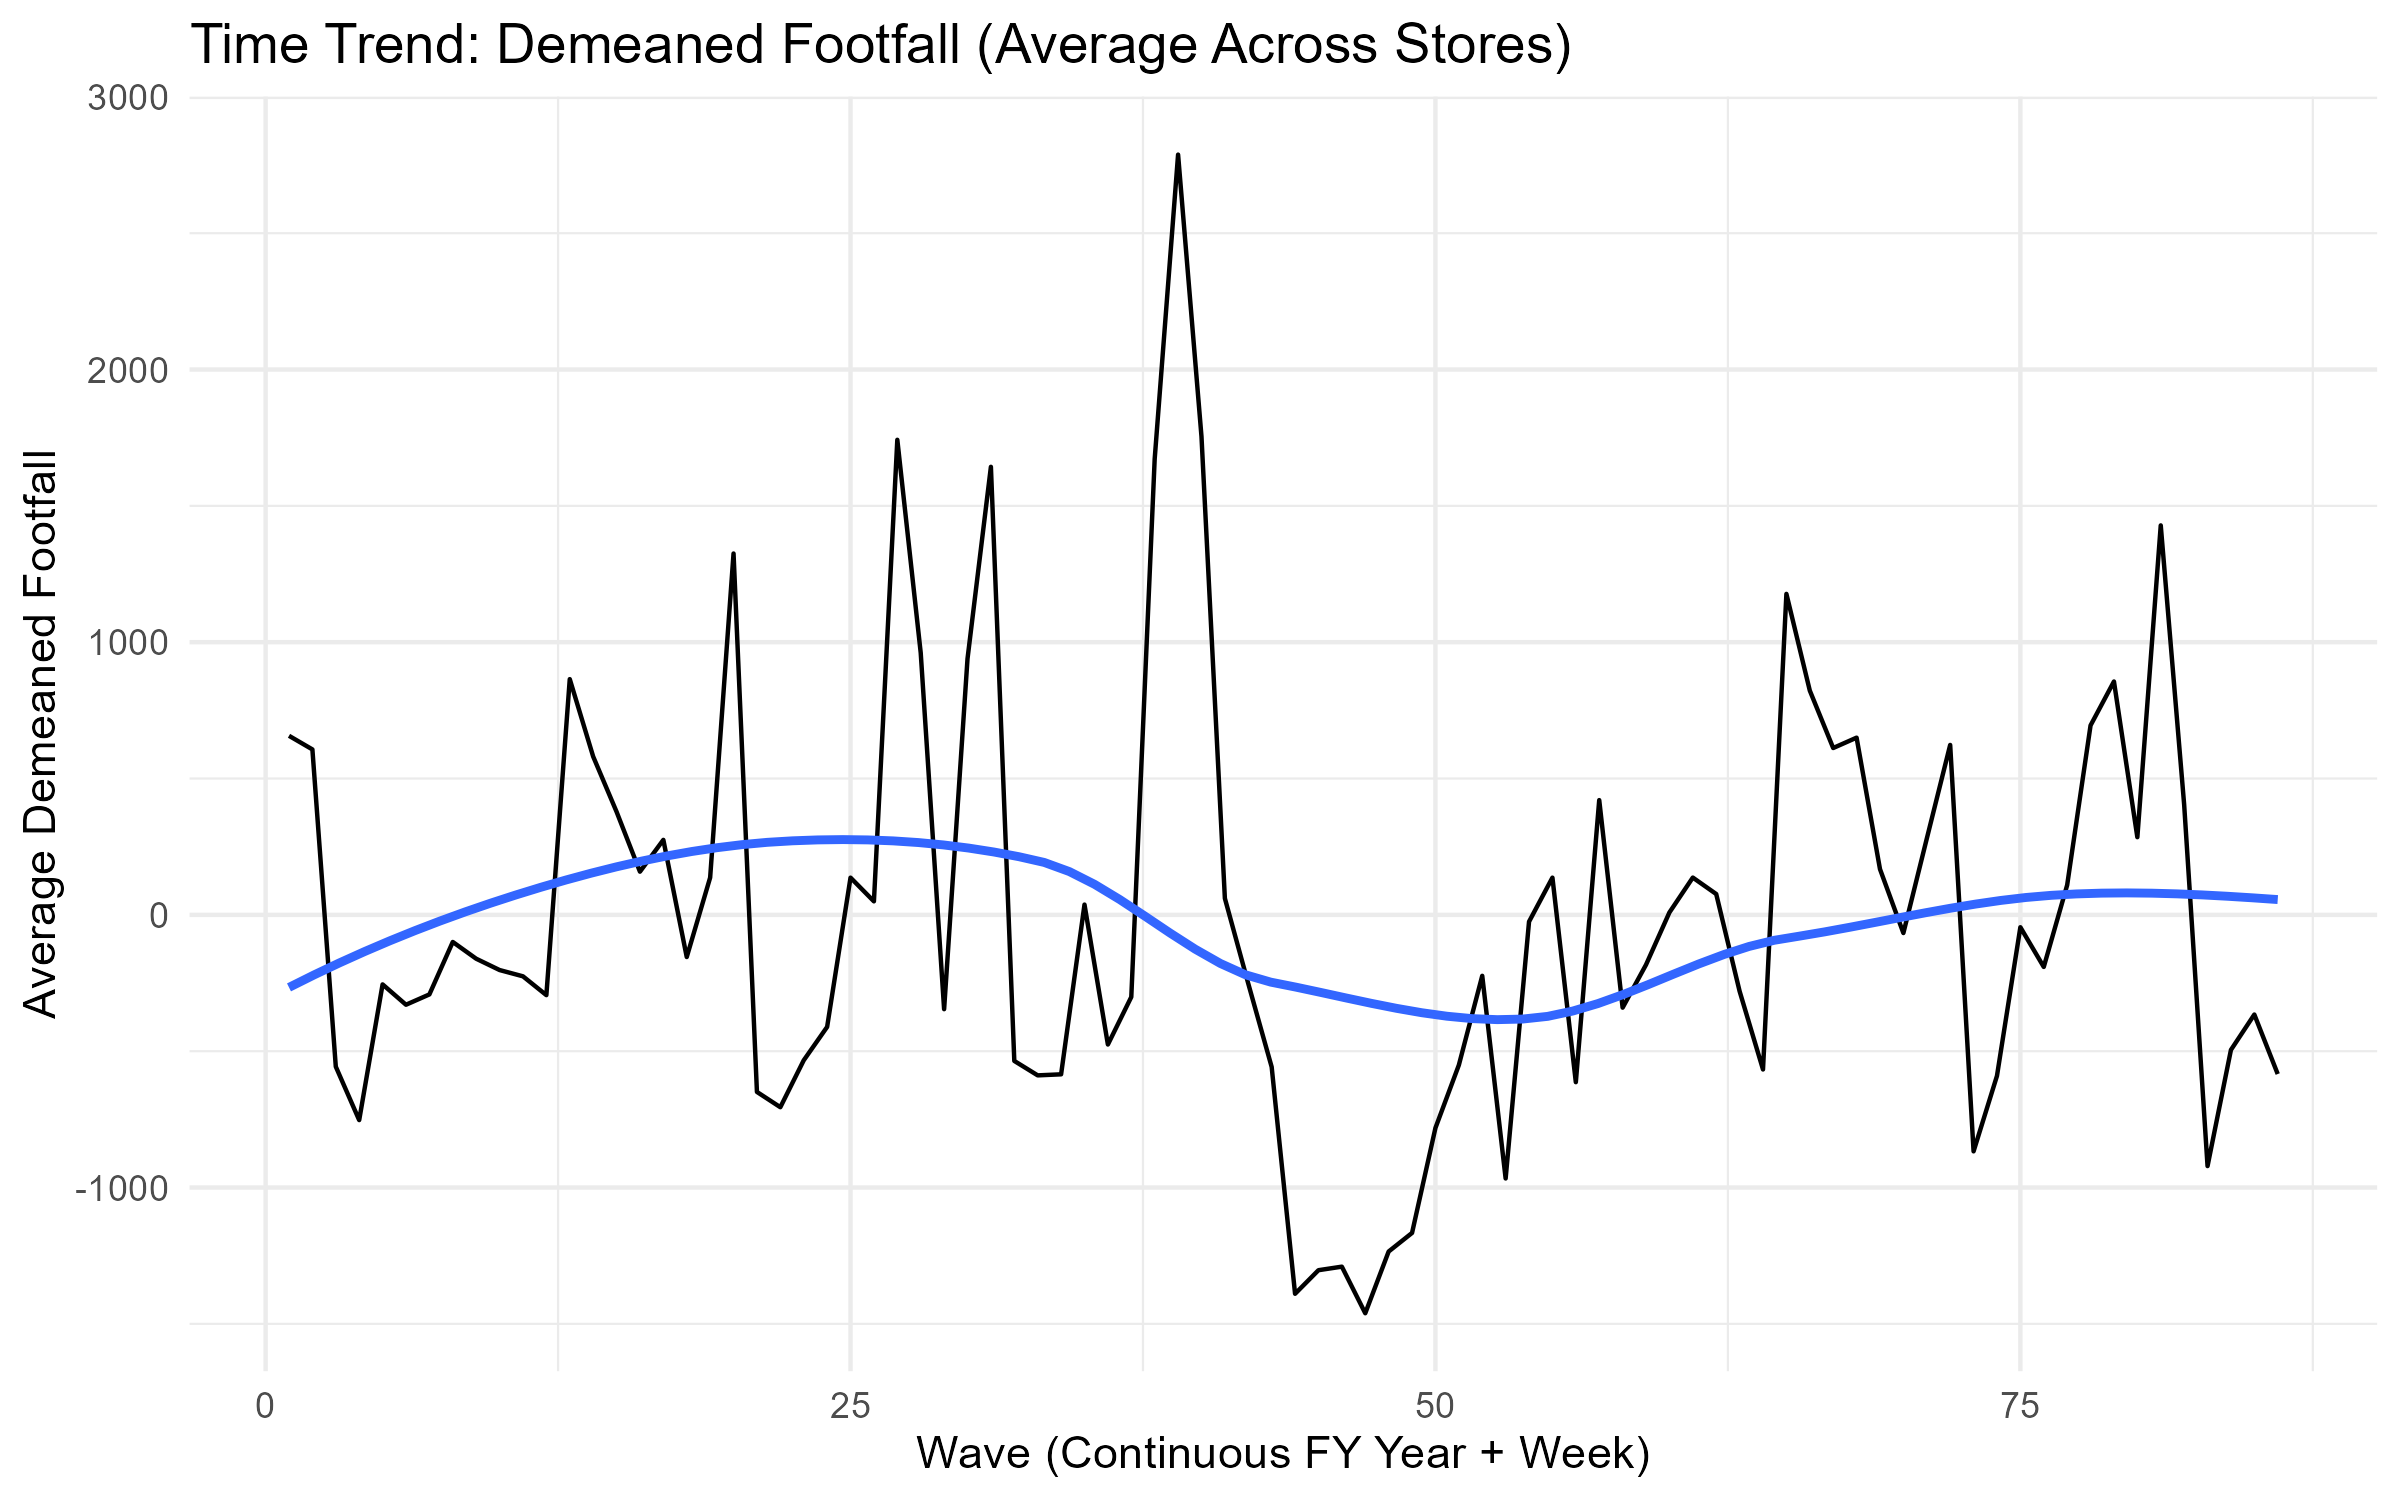 Time Trend: Demeaned Footfall (Average Across Stores)
Average Demeaned Footfall
3000
2000
1000
0
-1000
0 25 50 75
Wave (Continuous FY Year + Week)